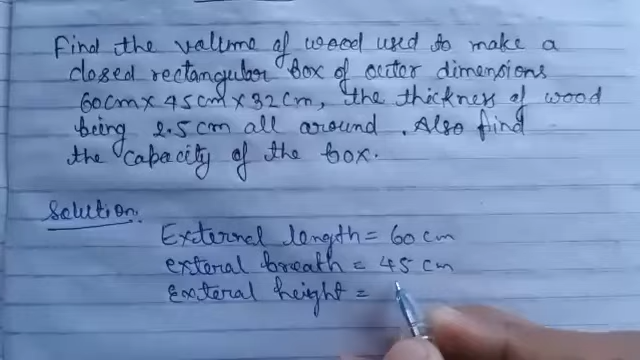 Find the valume of wood used to make a
closed rectangular box of outer dimensions
60cm x 45cm x 32cm, the thickness of wood
being 2.5cm all around. Also find
the capacity of the box.
Solution.
External length = 60 cm
exteral breath = 45 cm
Exteral height =